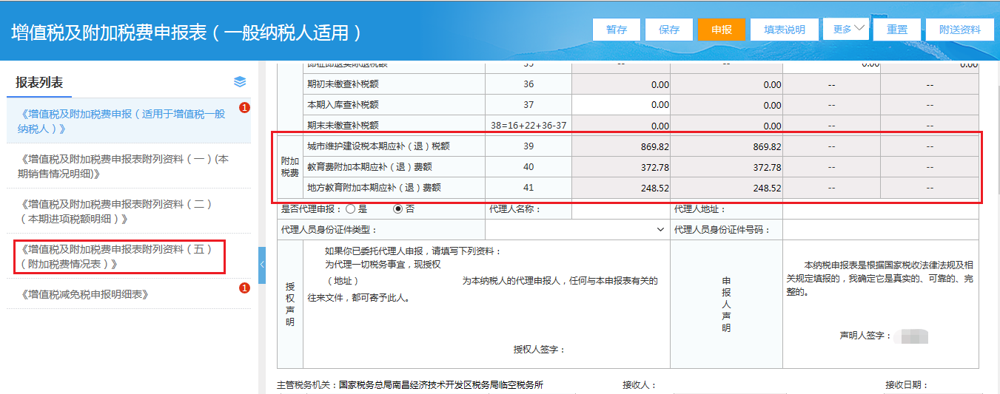 增值税及附加税费申报表（一般纳税人适用）
暂存 保存 申报 填表说明 更多 重置 附送资料
报表列表
《增值税及附加税费申报（适用于增值税一般
纳税人）》
1
《增值税及附加税费申报表附列资料（一）(本
期销售情况明细)》
《增值税及附加税费申报表附列资料（二）
（本期进项税额明细）》
《增值税及附加税费申报表附列资料（五）
（附加税费情况表）》
《增值税减免税申报明细表》
1
期初未缴查补税额 36 0.00 0.00 -- --
本期入库查补税额 37 0.00 0.00 -- --
期末未缴查补税额 38=16+22+36-37 0.00 0.00 -- --
附加
税费
城市维护建设税本期应补（退）税额 39 869.82 869.82 -- --
教育费附加本期应补（退）费额 40 372.78 372.78 -- --
地方教育附加本期应补（退）费额 41 248.52 248.52 -- --
是否代理申报： 是 否 代理人名称： 代理人地址：
代理人员身份证件类型： 代理人员身份证件号码：
授
权
声
明
如果你已委托代理人申报，请填写下列资料：
为代理一切税务事宜，现授权
（地址） 为本纳税人的代理申报人，任何与本申报表有关的
往来文件，都可寄予此人。
授权人签字：
申
报
人
声
明
本纳税申报表是根据国家税收法律法规及相
关规定填报的，我确定它是真实的、可靠的、完
整的。
声明人签字：
主管税务机关：国家税务总局南昌经济技术开发区税务局临空税务所 接收人： 接收日期：